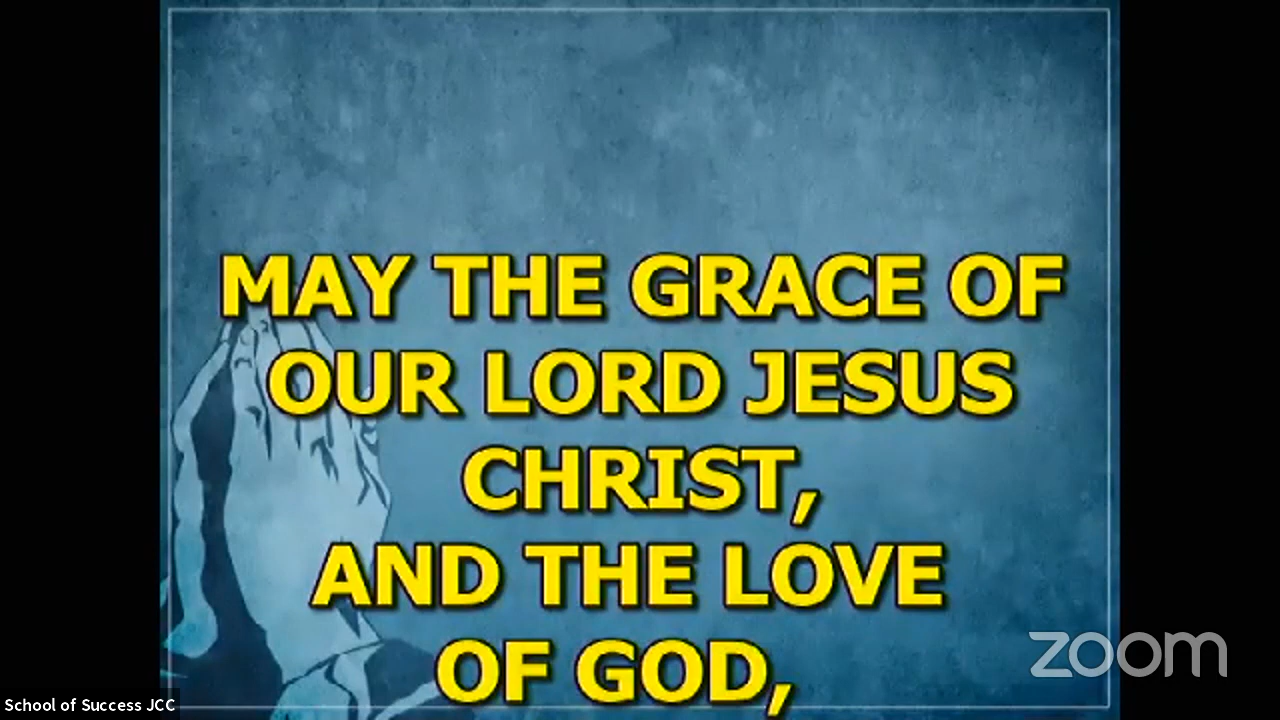 MAY THE GRACE OF
OUR LORD JESUS
CHRIST,
AND THE LOVE
OF GOD,
zoom
School of Success JCC